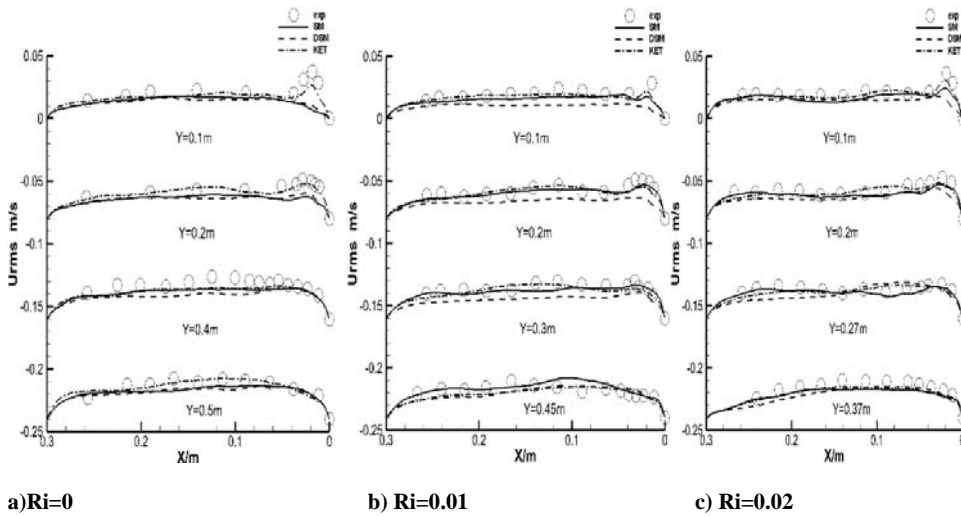 exp
SM
DSM
KET
0.05
0
-0.05
-0.1
-0.15
-0.2
-0.25
Urms m/s
Y=0.1m
Y=0.2m
Y=0.4m
Y=0.5m
0.3
0.2
0.1
0
X/m
exp
SM
DSM
KET
0.05
0
-0.05
-0.1
-0.15
-0.2
-0.25
Urms m/s
Y=0.1m
Y=0.2m
Y=0.3m
Y=0.45m
0.3
0.2
0.1
0
X/m
exp
SM
DSM
KET
0.05
0
-0.05
-0.1
-0.15
-0.2
-0.25
Urms m/s
Y=0.1m
Y=0.2m
Y=0.27m
Y=0.37m
0.3
0.2
0.1
X/m
a)Ri=0
b) Ri=0.01
c) Ri=0.02